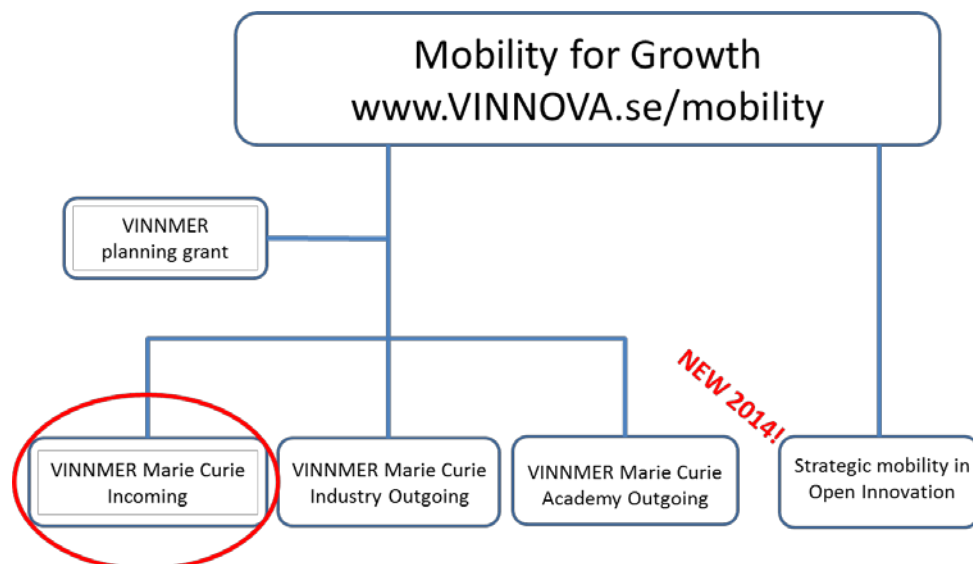 Mobility for Growth
www.VINNOVA.se/mobility
VINNMER
planning grant
NEW 2014!
VINNMER Marie Curie
Incoming
VINNMER Marie Curie
Industry Outgoing
VINNMER Marie Curie
Academy Outgoing
Strategic mobility in
Open Innovation